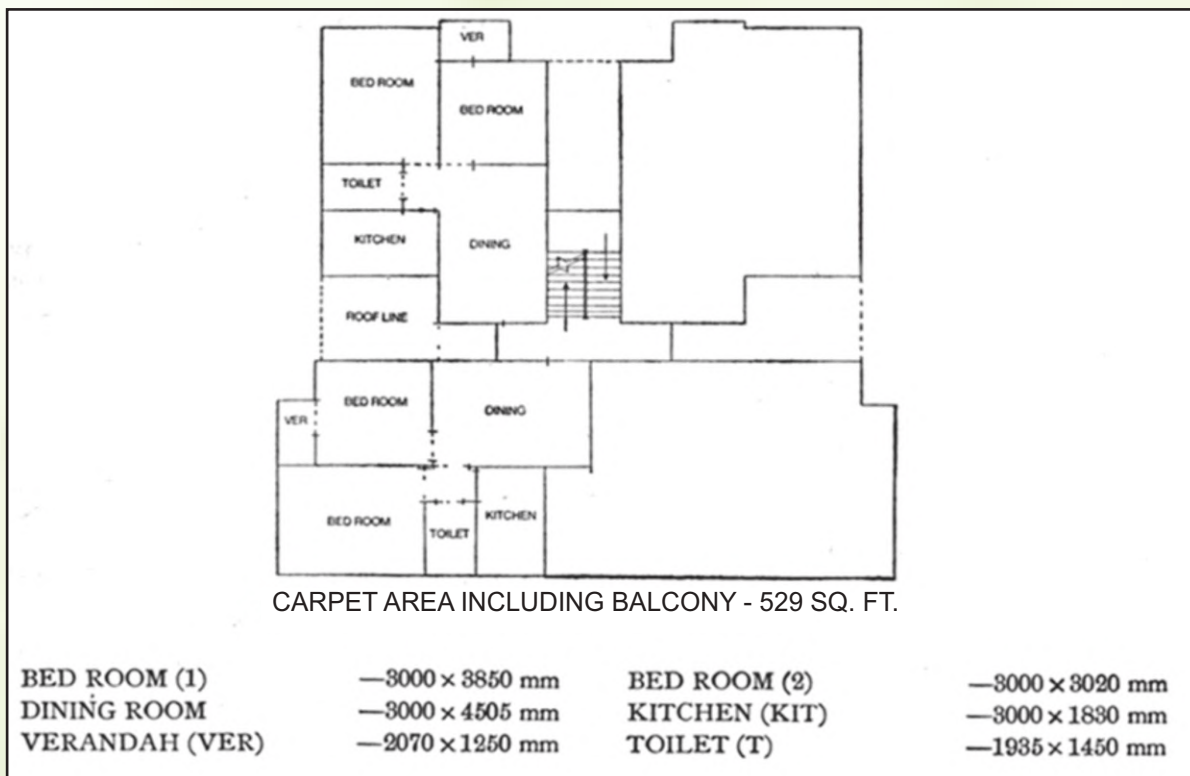 VER
BED ROOM
BED ROOM
TOILET
KITCHEN
DINING
ROOF LINE
BED ROOM
DINING
VER
BED ROOM
TOILET
KITCHEN
CARPET AREA INCLUDING BALCONY - 529 SQ. FT.
BED ROOM (1) —3000 × 3850 mm BED ROOM (2) —3000 × 3020 mm
DINING ROOM —3000 × 4505 mm KITCHEN (KIT) —3000 × 1830 mm
VERANDAH (VER) —2070 × 1250 mm TOILET (T) —1935 × 1450 mm